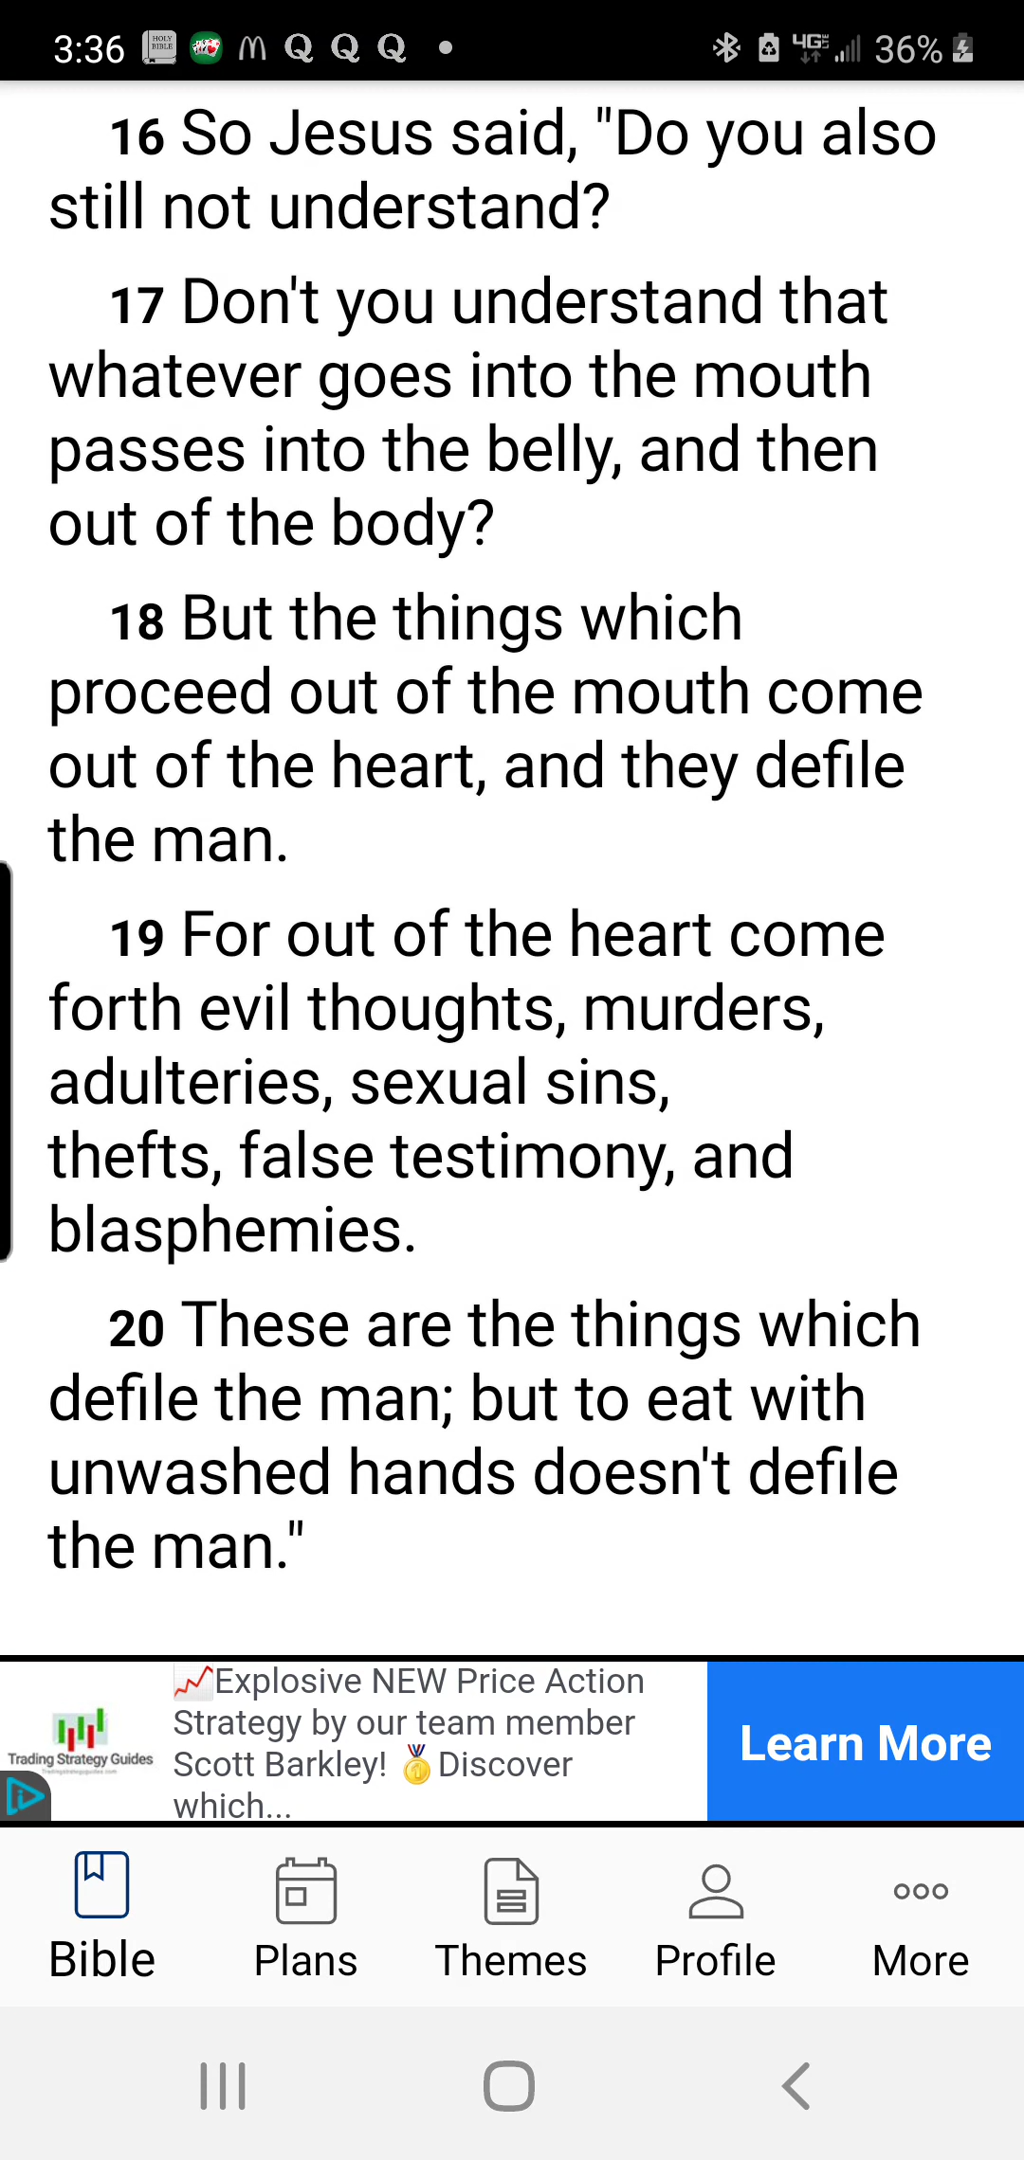 3:36 HOLY BIBLE Q Q Q 4GE 36%
16 So Jesus said, "Do you also
still not understand?
17 Don't you understand that
whatever goes into the mouth
passes into the belly, and then
out of the body?
18 But the things which
proceed out of the mouth come
out of the heart, and they defile
the man.
19 For out of the heart come
forth evil thoughts, murders,
adulteries, sexual sins,
thefts, false testimony, and
blasphemies.
20 These are the things which
defile the man; but to eat with
unwashed hands doesn't defile
the man."
📈Explosive NEW Price Action
Strategy by our team member
Scott Barkley! 🥇Discover
which...
Trading Strategy Guides
Learn More
Bible Plans Themes Profile More